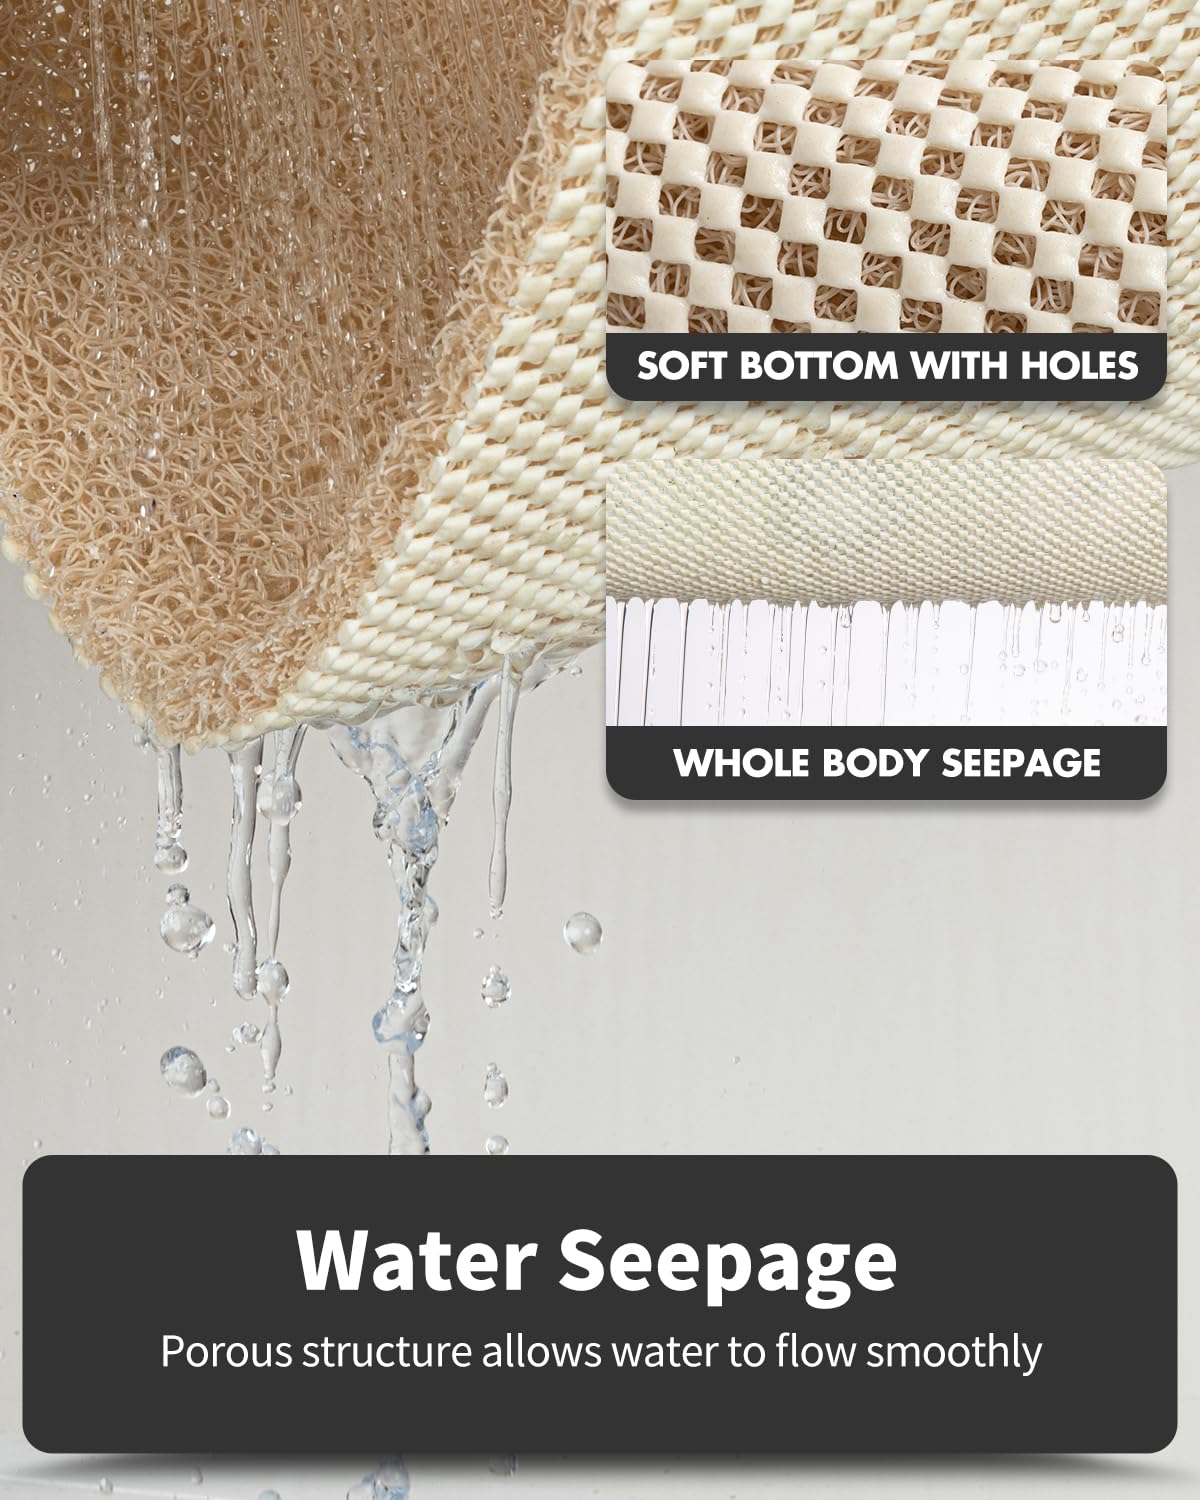 SOFT BOTTOM WITH HOLES
WHOLE BODY SEEPAGE
Water Seepage
Porous structure allows water to flow smoothly